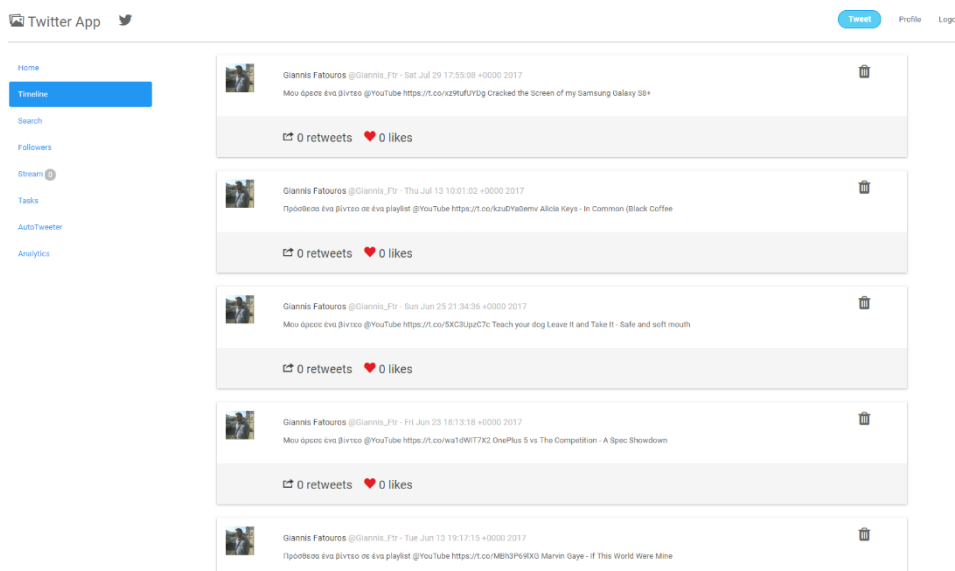 Twitter App
Tweet
Profile
Logo
Home
Timeline
Search
Followers
Stream 0
Tasks
AutoTweeter
Analytics
Giannis Fatouros @Giannis_Ftr - Sat Jul 29 17:55:08 +0000 2017
Μου άρεσε ένα βίντεο @YouTube https://t.co/xz9tufUYDg Cracked the Screen of my Samsung Galaxy S8+
0 retweets 0 likes
Giannis Fatouros @Giannis_Ftr - Thu Jul 13 10:01:02 +0000 2017
Πρόσθεσα ένα βίντεο σε ένα playlist @YouTube https://t.co/kzuDYa0emv Alicia Keys - In Common (Black Coffee
0 retweets 0 likes
Giannis Fatouros @Giannis_Ftr - Sun Jun 25 21:34:36 +0000 2017
Μου άρεσε ένα βίντεο @YouTube https://t.co/5XC3UpzC7c Teach your dog Leave It and Take It - Safe and soft mouth
0 retweets 0 likes
Giannis Fatouros @Giannis_Ftr - Fri Jun 23 18:13:18 +0000 2017
Μου άρεσε ένα βίντεο @YouTube https://t.co/wa1dWIT7X2 OnePlus 5 vs The Competition - A Spec Showdown
0 retweets 0 likes
Giannis Fatouros @Giannis_Ftr - Tue Jun 13 19:17:15 +0000 2017
Πρόσθεσα ένα βίντεο σε ένα playlist @YouTube https://t.co/MBh3P69lXG Marvin Gaye - If This World Were Mine